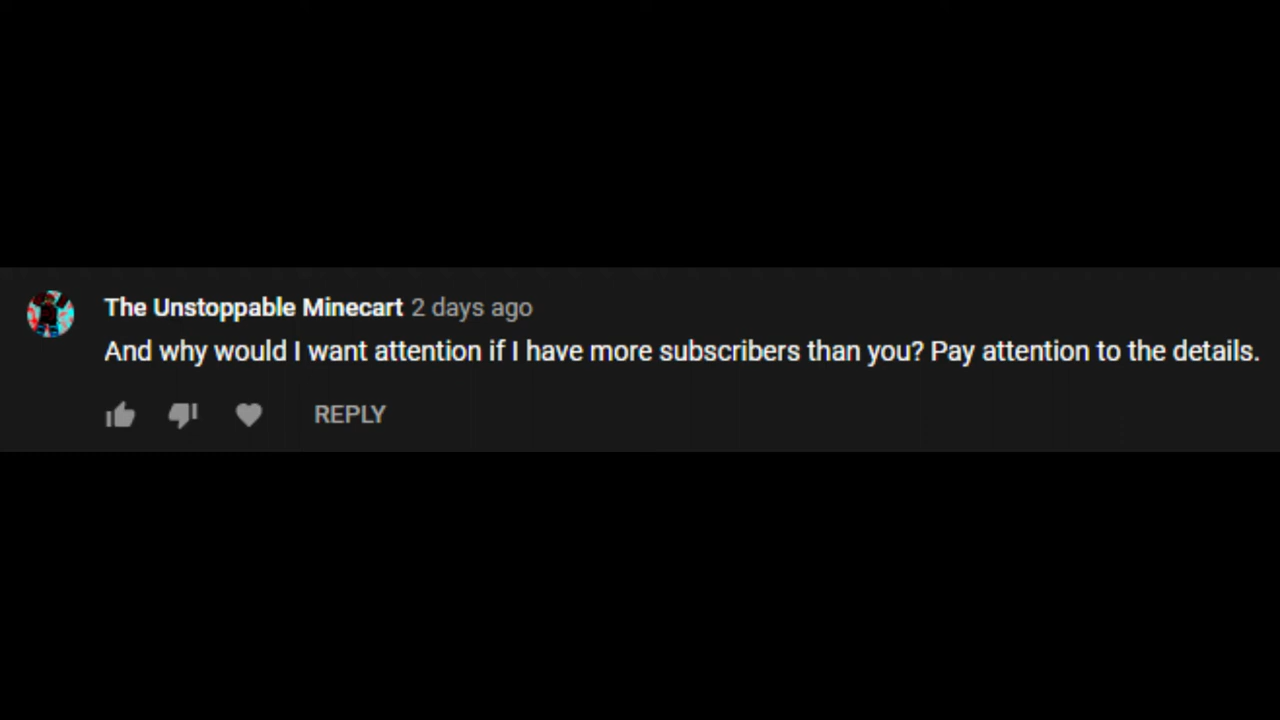 The Unstoppable Minecart 2 days ago
And why would I want attention if I have more subscribers than you? Pay attention to the details.
REPLY